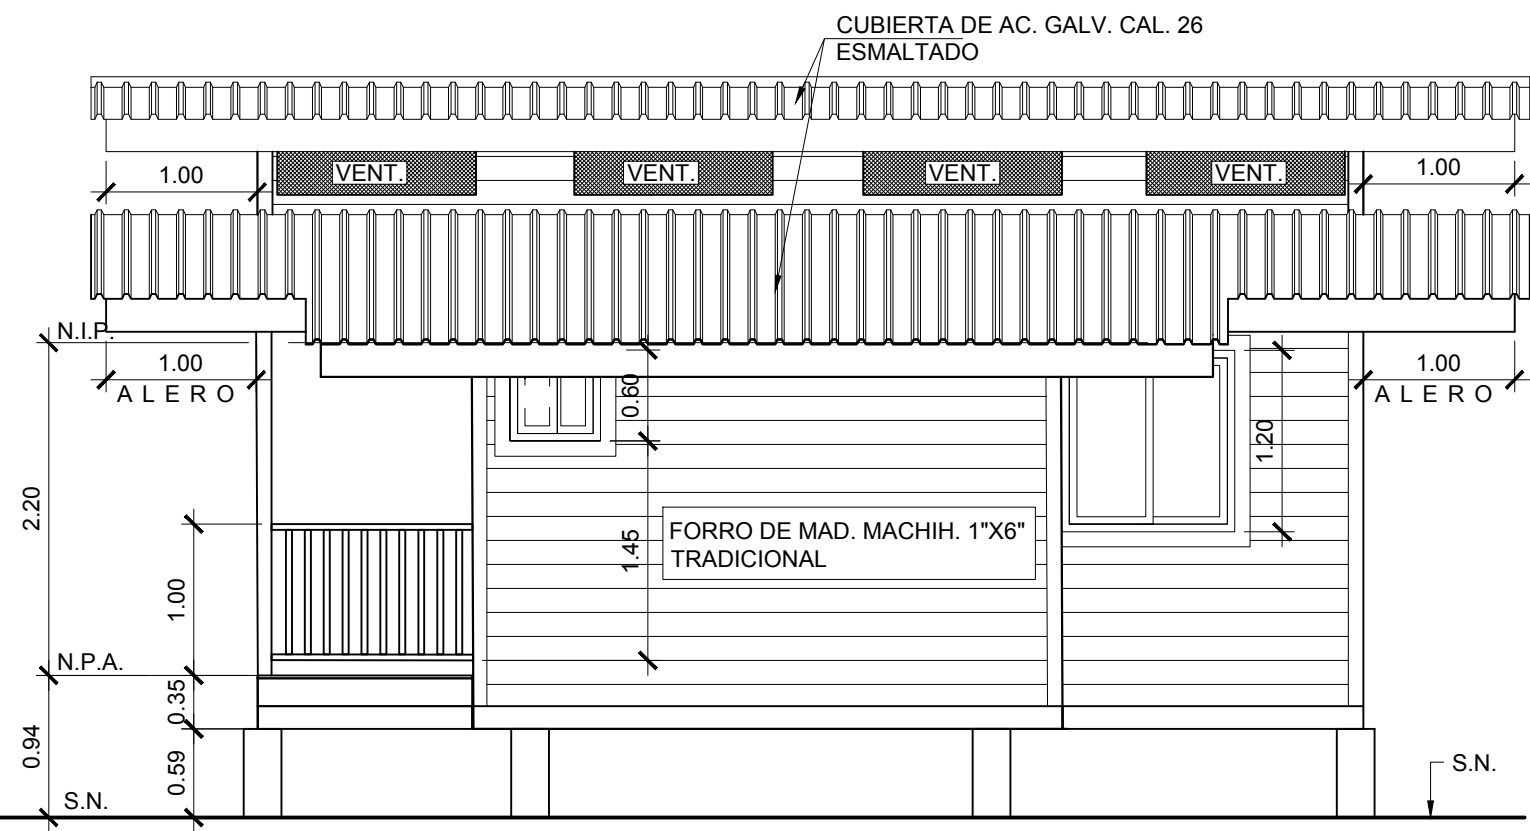 CUBIERTA DE AC. GALV. CAL. 26
ESMALTADO
VENT.
VENT.
VENT.
VENT.
1.00
1.00
N.I.P.
1.00
A L E R O
1.00
A L E R O
0.60
1.20
2.20
1.45
FORRO DE MAD. MACHIH. 1"X6"
TRADICIONAL
1.00
N.P.A.
0.35
0.94
0.59
S.N.
S.N.